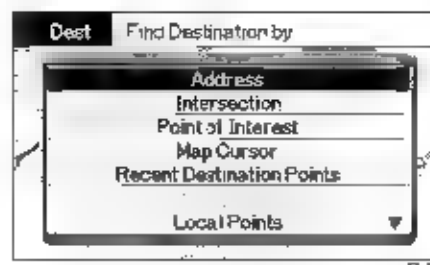 Dest Find Destination by
Address
Intersection
Point of Interest
Map Cursor
Recent Destination Points
Local Points